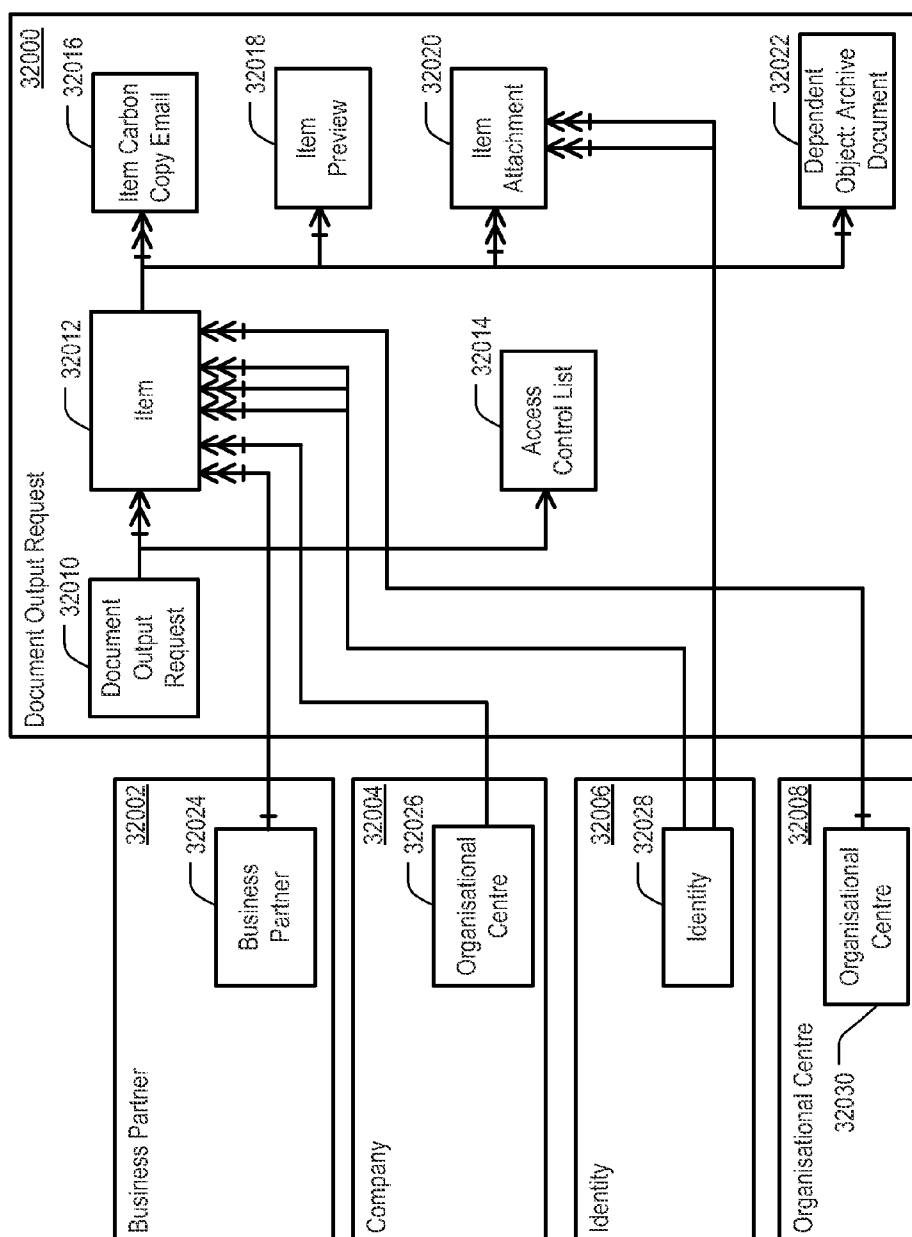 Business Partner
32002
32024
Business
Partner
Company
32004
32026
Organisational
Centre
Identity
32006
32028
Identity
Organisational Centre
32008
Organisational
Centre
32030
Document Output Request
32000
32010
Document
Output
Request
32012
Item
32014
Access
Control List
32016
Item Carbon
Copy Email
32018
Item
Preview
32020
Item
Attachment
32022
Dependent
Object: Archive
Document